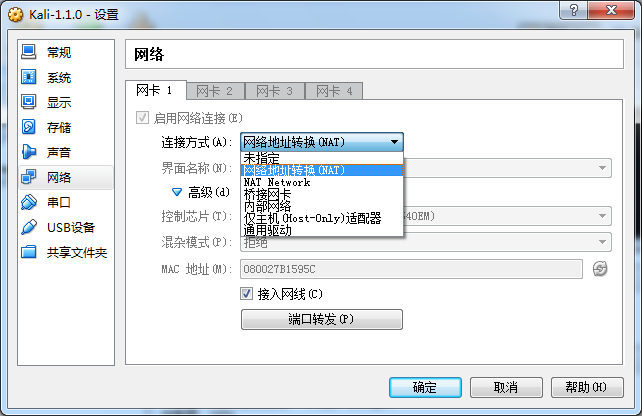 Kali-1.1.0 - 设置
常规
系统
显示
存储
声音
网络
串口
USB设备
共享文件夹
网络
网卡 1 网卡 2 网卡 3 网卡 4
启用网络连接(E)
连接方式(A): 网络地址转换(NAT)
未指定
网络地址转换(NAT)
NAT Network
桥接网卡
内部网络
仅主机(Host-Only)适配器
通用驱动
界面名称(N):
高级(d)
控制芯片(T): 40EM)
混杂模式(P): 拒绝
MAC 地址(M): 080027B1595C
接入网线(C)
端口转发(P)
确定 取消 帮助(H)